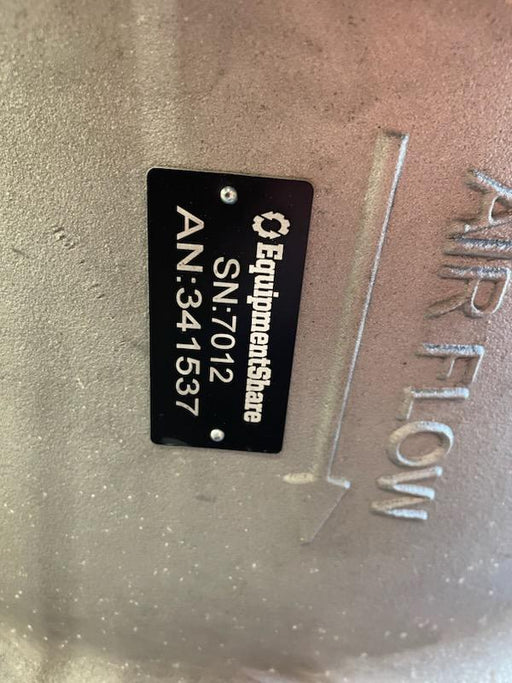 AIR FLOW
EquipmentShare
SN:7012
AN:341537